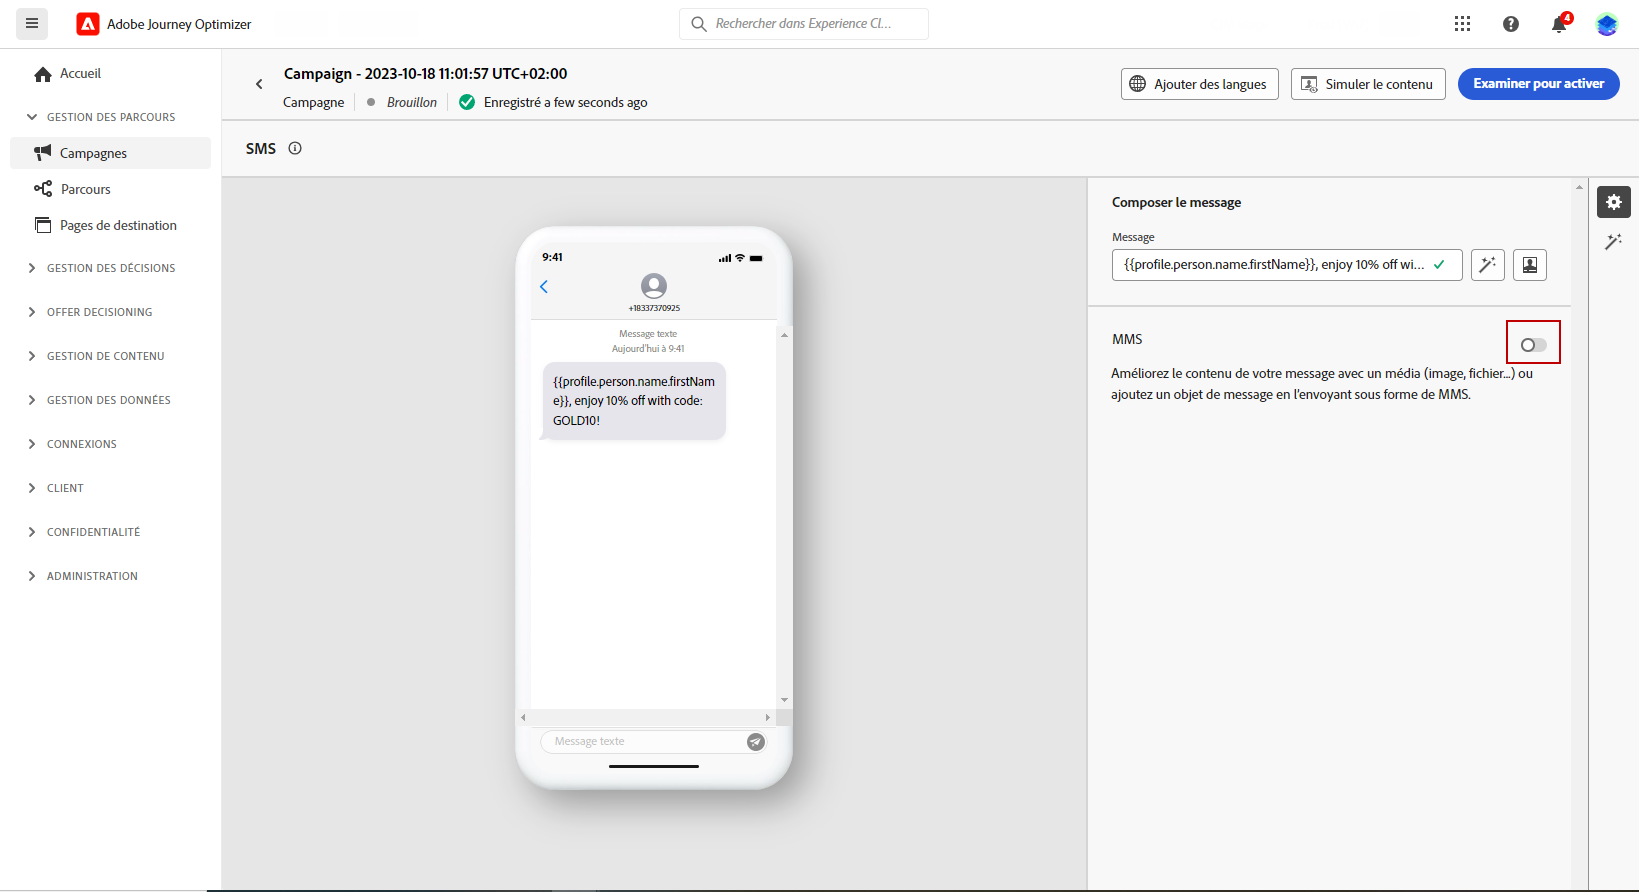 Adobe Journey Optimizer
Rechercher dans Experience Cl...
4
Accueil
GESTION DES PARCOURS
Campagnes
Parcours
Pages de destination
GESTION DES DÉCISIONS
OFFER DECISIONING
GESTION DE CONTENU
GESTION DES DONNÉES
CONNEXIONS
CLIENT
CONFIDENTIALITÉ
ADMINISTRATION
Campaign - 2023-10-18 11:01:57 UTC+02:00
Campagne
Brouillon
Enregistré a few seconds ago
Ajouter des langues
Simuler le contenu
Examiner pour activer
SMS
9:41
+18337370925
Message texte
Aujourd'hui à 9:41
{{profile.person.name.firstNam
e}}, enjoy 10% off with code:
GOLD10!
Message texte
Composer le message
Message
{{profile.person.name.firstName}}, enjoy 10% off wi...
MMS
Améliorez le contenu de votre message avec un média (image, fichier...) ou
ajoutez un objet de message en l'envoyant sous forme de MMS.